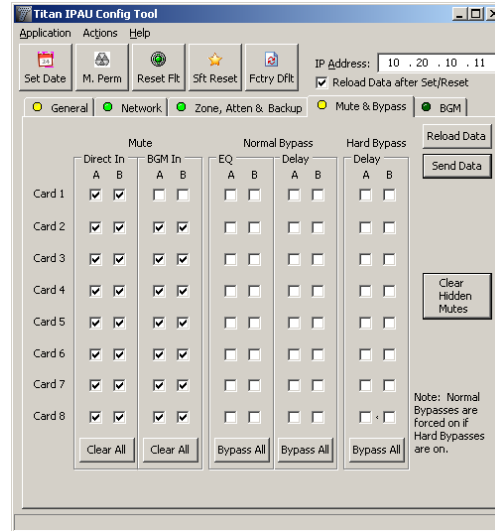 Titan IPAU Config Tool
Application Actions Help
Set Date M. Perm Reset Flt Sft Reset Fctry Dflt
IP Address: 10 . 20 . 10 . 11
Reload Data after Set/Reset
General Network Zone, Atten & Backup Mute & Bypass BGM
Reload Data
Send Data
Mute Normal Bypass Hard Bypass
Direct In BGM In EQ Delay Delay
A B A B A B A B A B
Card 1
Card 2
Card 3
Card 4
Card 5
Card 6
Card 7
Card 8
Clear All Clear All Bypass All Bypass All Bypass All
Clear
Hidden
Mutes
Note: Normal
Bypasses are
forced on if
Hard Bypasses
are on.